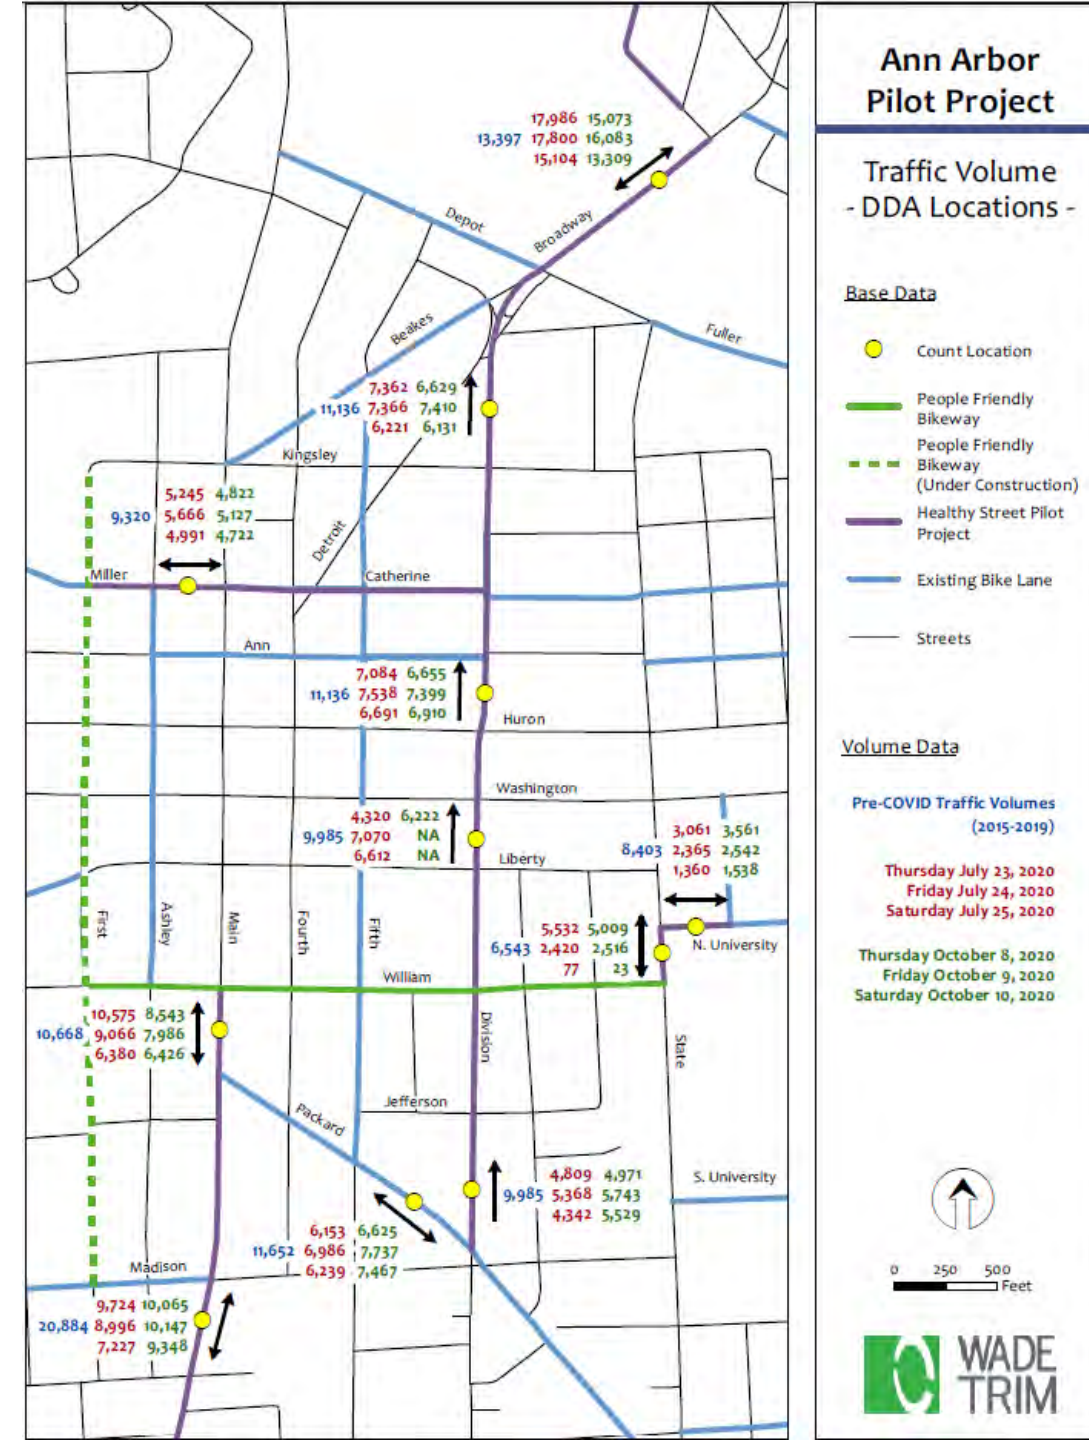 Ann Arbor
Pilot Project
Traffic Volume
- DDA Locations -
Base Data
Count Location
People Friendly
Bikeway
People Friendly
Bikeway
(Under Construction)
Healthy Street Pilot
Project
Existing Bike Lane
Streets
Volume Data
Pre-COVID Traffic Volumes
(2015-2019)
Thursday July 23, 2020
Friday July 24, 2020
Saturday July 25, 2020
Thursday October 8, 2020
Friday October 9, 2020
Saturday October 10, 2020
0 250 500
Feet
WADE
TRIM
17,986 15,073
13,397 17,800 16,083
15,104 13,309
Depot
Broadway
Beakes
Fuller
7,362 6,629
11,136 7,366 7,410
6,221 6,131
Kingsley
5,245 4,822
9,320 5,666 5,127
4,991 4,722
Detroit
Miller
Catherine
Ann
7,084 6,655
11,136 7,538 7,399
6,691 6,910
Huron
Washington
4,320 6,222
9,985 7,070 NA
6,612 NA
Liberty
3,061 3,561
8,403 2,365 2,542
1,360 1,538
First
Ashley
Main
Fourth
Fifth
5,532 5,009
6,543 2,420 2,516
77 23
N. University
William
10,575 8,543
10,668 9,066 7,986
6,380 6,426
Division
State
Packard
Jefferson
4,809 4,971
9,985 5,368 5,743
4,342 5,529
S. University
6,153 6,625
11,652 6,986 7,737
6,239 7,467
Madison
9,724 10,065
20,884 8,996 10,147
7,227 9,348